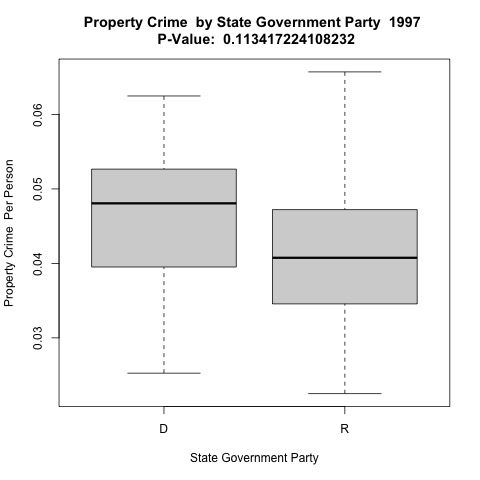 Property Crime  by State Government Party  1997
P-Value:  0.113417224108232
Property Crime  Per Person
0.06
0.05
0.04
0.03
D
R
State Government Party